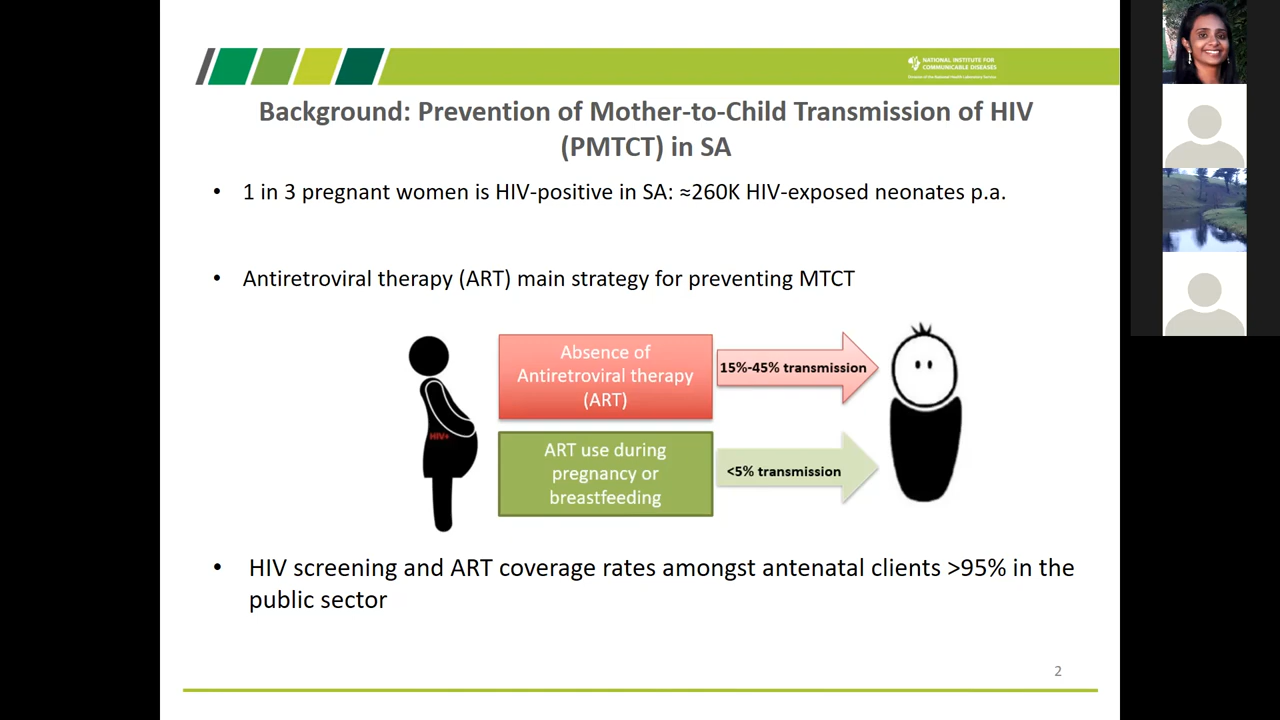 NATIONAL INSTITUTE FOR
COMMUNICABLE DISEASES
Division of the National Health Laboratory Service
Background: Prevention of Mother-to-Child Transmission of HIV
(PMTCT) in SA
• 1 in 3 pregnant women is HIV-positive in SA: ≈260K HIV-exposed neonates p.a.
• Antiretroviral therapy (ART) main strategy for preventing MTCT
Absence of
Antiretroviral therapy
(ART)
15%-45% transmission
HIV+
ART use during
pregnancy or
breastfeeding
<5% transmission
• HIV screening and ART coverage rates amongst antenatal clients >95% in the
public sector
2